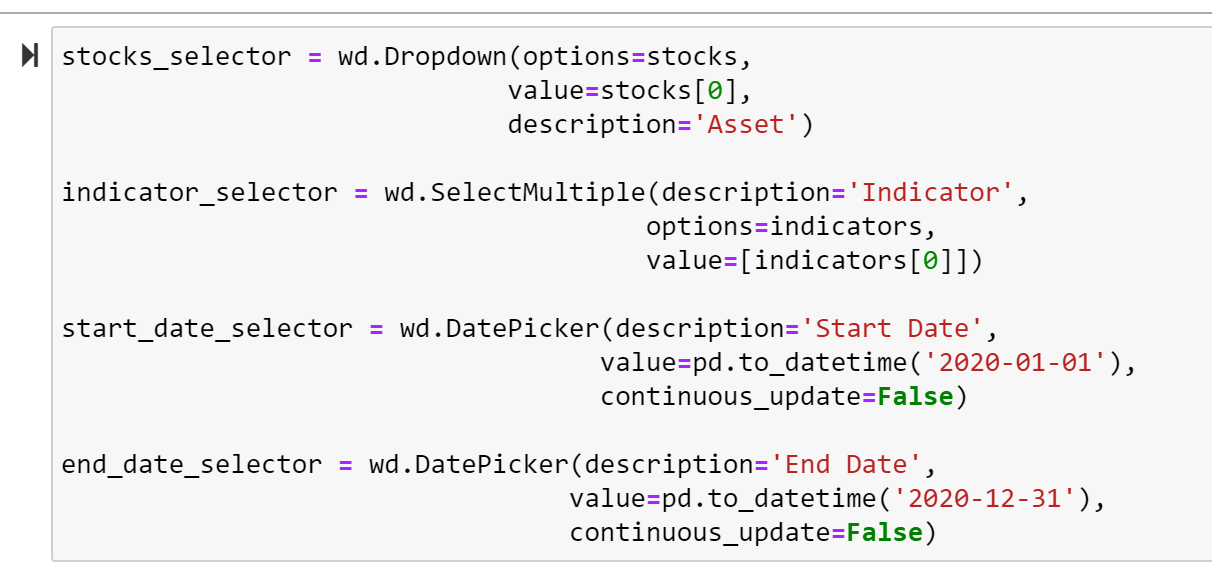 stocks_selector = wd.Dropdown(options=stocks,
                             value=stocks[0],
                             description='Asset')

indicator_selector = wd.SelectMultiple(description='Indicator',
                                      options=indicators,
                                      value=[indicators[0]])

start_date_selector = wd.DatePicker(description='Start Date',
                                   value=pd.to_datetime('2020-01-01'),
                                   continuous_update=False)

end_date_selector = wd.DatePicker(description='End Date',
                                 value=pd.to_datetime('2020-12-31'),
                                 continuous_update=False)